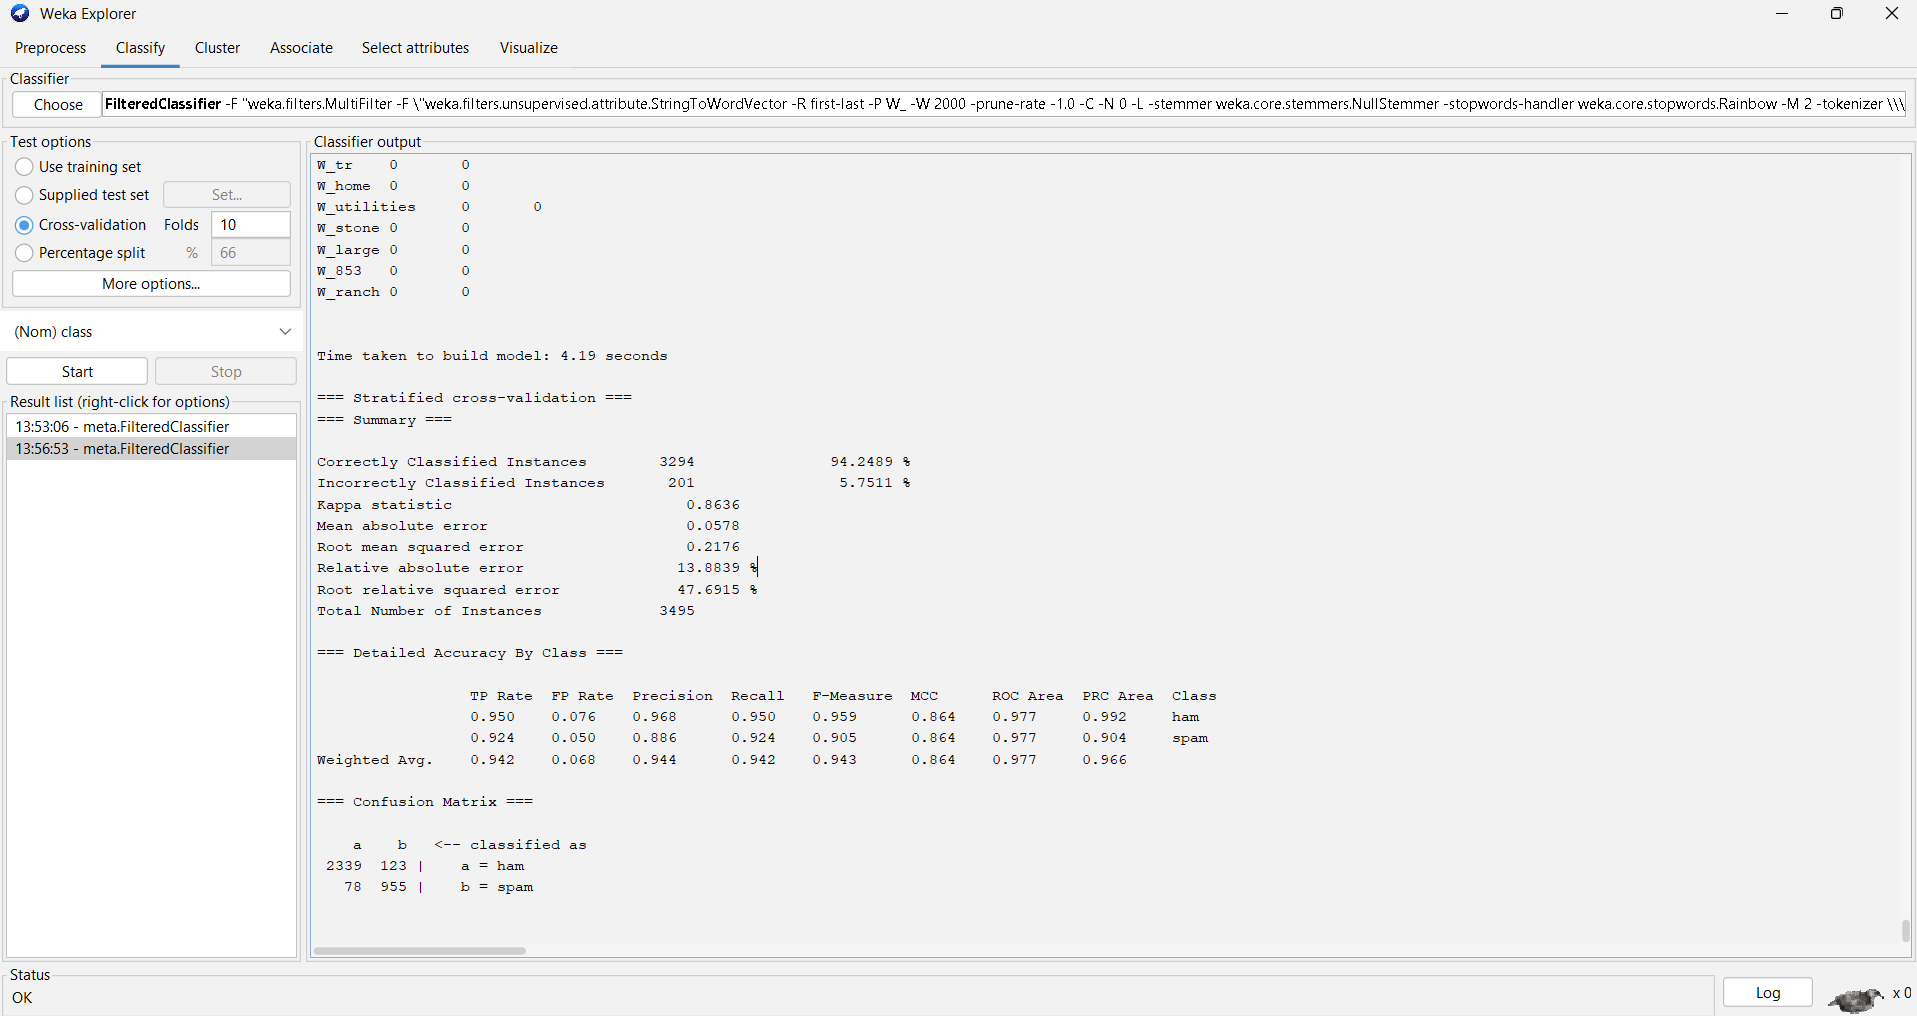 Weka Explorer
Preprocess Classify Cluster Associate Select attributes Visualize
Classifier
Choose FilteredClassifier -F "weka.filters.MultiFilter -F \"weka.filters.unsupervised.attribute.StringToWordVector -R first-last -P W_ -W 2000 -prune-rate -1.0 -C -N 0 -L -stemmer weka.core.stemmers.NullStemmer -stopwords-handler weka.core.stopwords.Rainbow -M 2 -tokenizer \\\
Test options
Use training set
Supplied test set Set...
Cross-validation Folds 10
Percentage split % 66
More options...
(Nom) class
Start Stop
Result list (right-click for options)
13:53:06 - meta.FilteredClassifier
13:56:53 - meta.FilteredClassifier
Classifier output
W_tr 0 0
W_home 0 0
W_utilities 0 0
W_stone 0 0
W_large 0 0
W_853 0 0
W_ranch 0 0
Time taken to build model: 4.19 seconds
=== Stratified cross-validation ===
=== Summary ===
Correctly Classified Instances 3294 94.2489 %
Incorrectly Classified Instances 201 5.7511 %
Kappa statistic 0.8636
Mean absolute error 0.0578
Root mean squared error 0.2176
Relative absolute error 13.8839 %
Root relative squared error 47.6915 %
Total Number of Instances 3495
=== Detailed Accuracy By Class ===
TP Rate FP Rate Precision Recall F-Measure MCC ROC Area PRC Area Class
0.950 0.076 0.968 0.950 0.959 0.864 0.977 0.992 ham
0.924 0.050 0.886 0.924 0.905 0.864 0.977 0.904 spam
Weighted Avg. 0.942 0.068 0.944 0.942 0.943 0.864 0.977 0.966
=== Confusion Matrix ===
a b <-- classified as
2339 123 | a = ham
78 955 | b = spam
Status
OK
Log
x 0